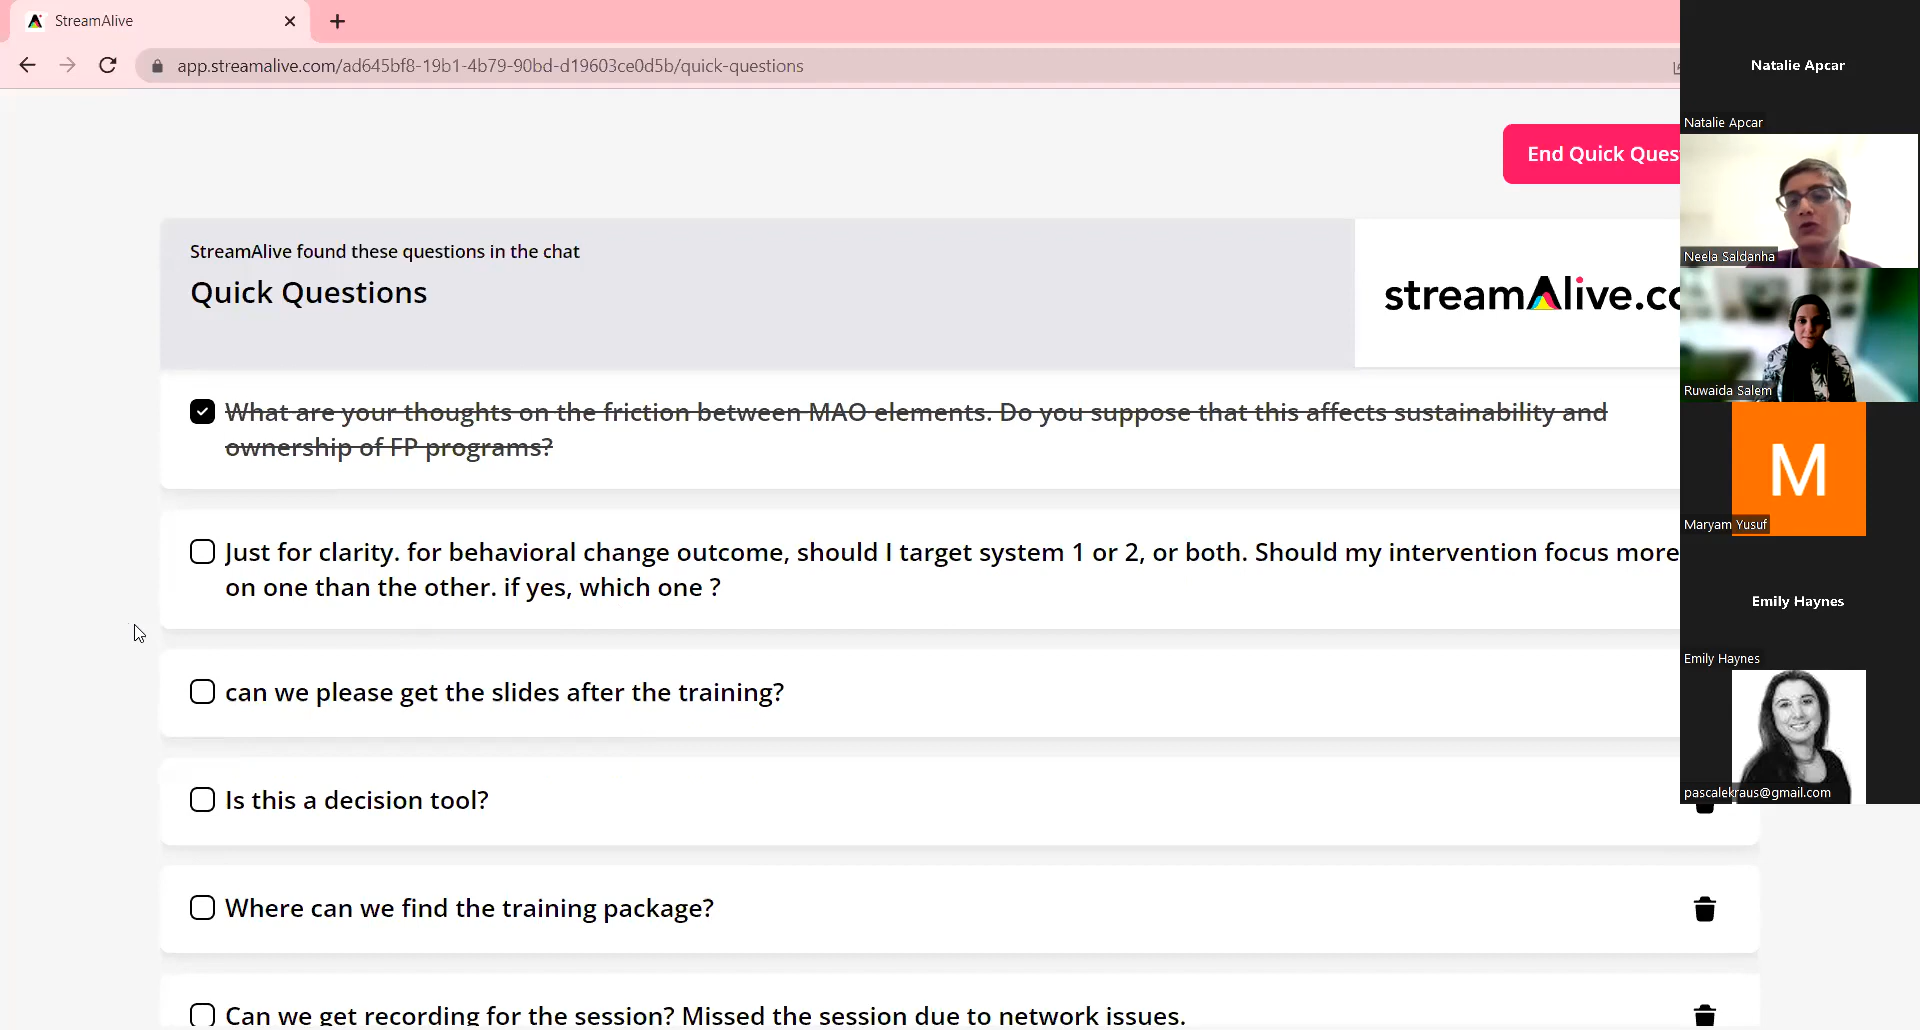 StreamAlive
app.streamalive.com/ad645bf8-19b1-4b79-90bd-d19603ce0d5b/quick-questions
End Quick Ques
StreamAlive found these questions in the chat
Quick Questions
streamAlive.co
What are your thoughts on the friction between MAO elements. Do you suppose that this affects sustainability and
ownership of FP programs?
Just for clarity. for behavioral change outcome, should I target system 1 or 2, or both. Should my intervention focus more
on one than the other. if yes, which one ?
can we please get the slides after the training?
Is this a decision tool?
Where can we find the training package?
Can we get recording for the session? Missed the session due to network issues.
Natalie Apcar
Natalie Apcar
Neela Saldanha
Ruwaida Salem
M
Maryam Yusuf
Emily Haynes
Emily Haynes
pascalekraus@gmail.com